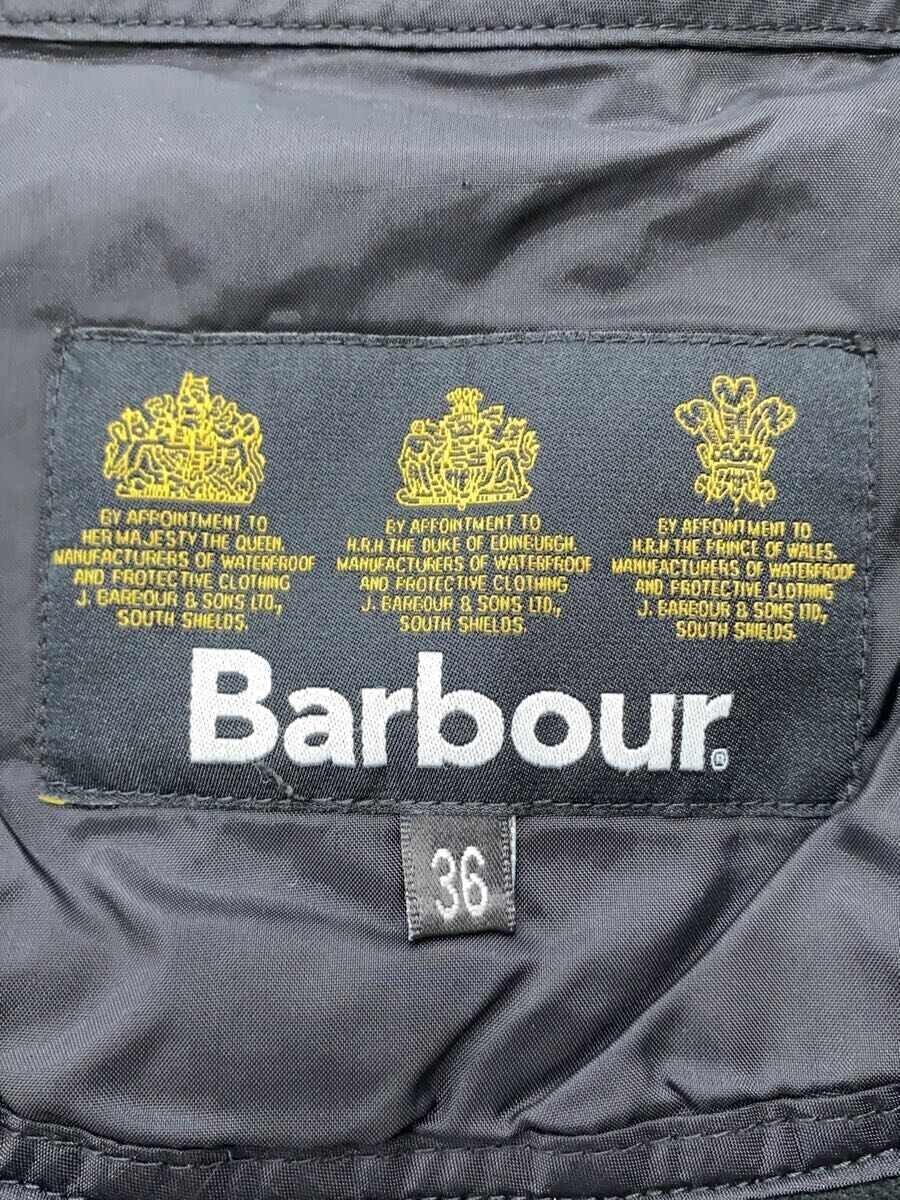 BY APPOINTMENT TO
HER MAJESTY THE QUEEN
MANUFACTURERS OF WATERPROOF
AND PROTECTIVE CLOTHING
J. BARBOUR & SONS LTD.,
SOUTH SHIELDS.
BY APPOINTMENT TO
H.R.H THE DUKE OF EDINBURGH
MANUFACTURERS OF WATERPROOF
AND PROTECTIVE CLOTHING
J. BARBOUR & SONS LTD.,
SOUTH SHIELDS.
BY APPOINTMENT TO
H.R.H THE PRINCE OF WALES.
MANUFACTURERS OF WATERPROOF
AND PROTECTIVE CLOTHING
J. BARBOUR & SONS LTD.,
SOUTH SHIELDS.
Barbour®
36